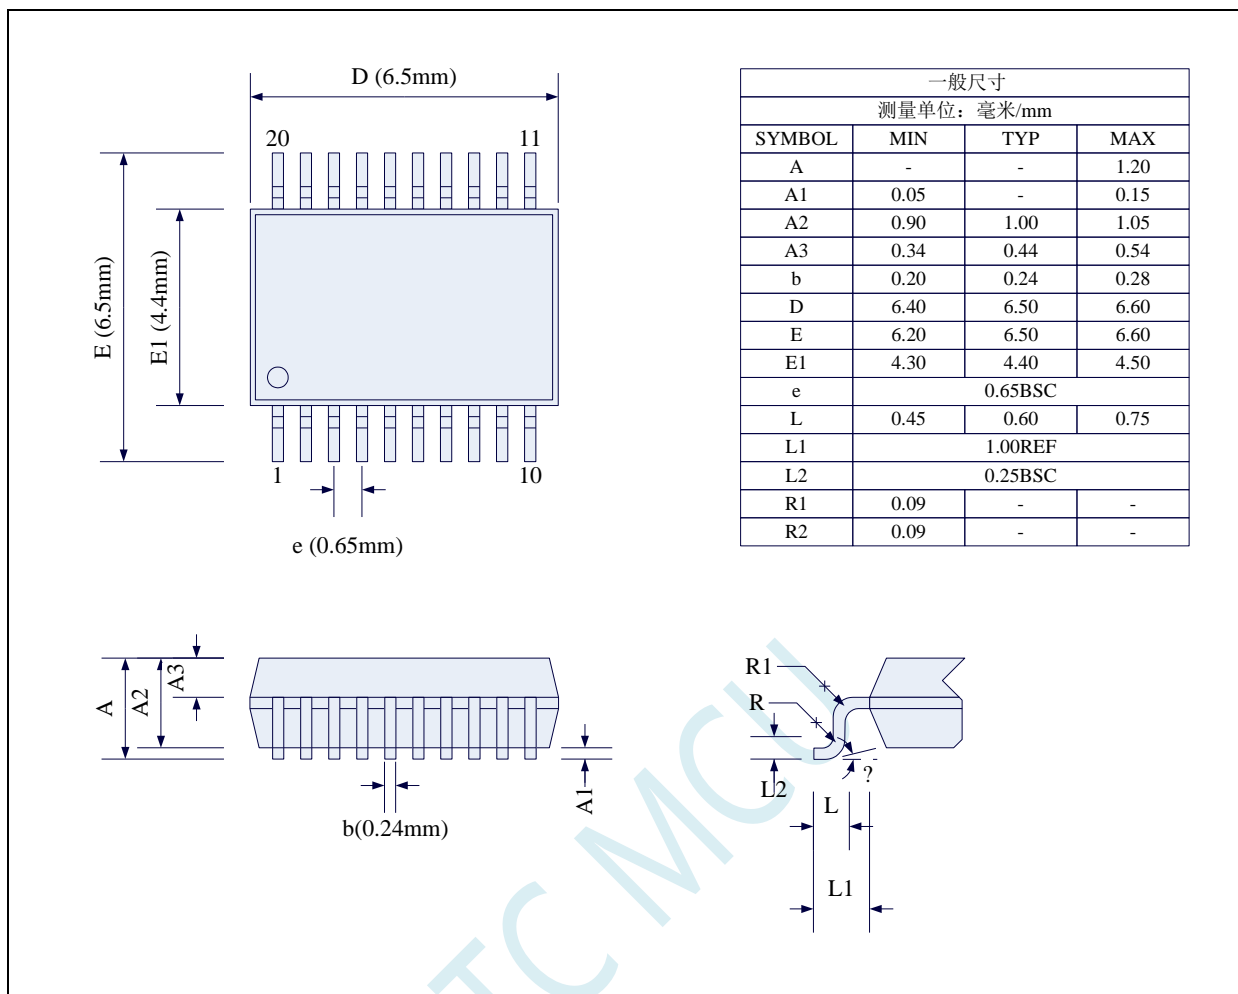 D (6.5mm)
20
11
E (6.5mm)
E1 (4.4mm)
1
10
e (0.65mm)
一般尺寸
测量单位：毫米/mm
SYMBOL MIN TYP MAX
A - - 1.20
A1 0.05 - 0.15
A2 0.90 1.00 1.05
A3 0.34 0.44 0.54
b 0.20 0.24 0.28
D 6.40 6.50 6.60
E 6.20 6.50 6.60
E1 4.30 4.40 4.50
e 0.65BSC
L 0.45 0.60 0.75
L1 1.00REF
L2 0.25BSC
R1 0.09 - -
R2 0.09 - -
A
A2
A3
A1
b(0.24mm)
R1
R
L2
?
L
L1
TC MCU